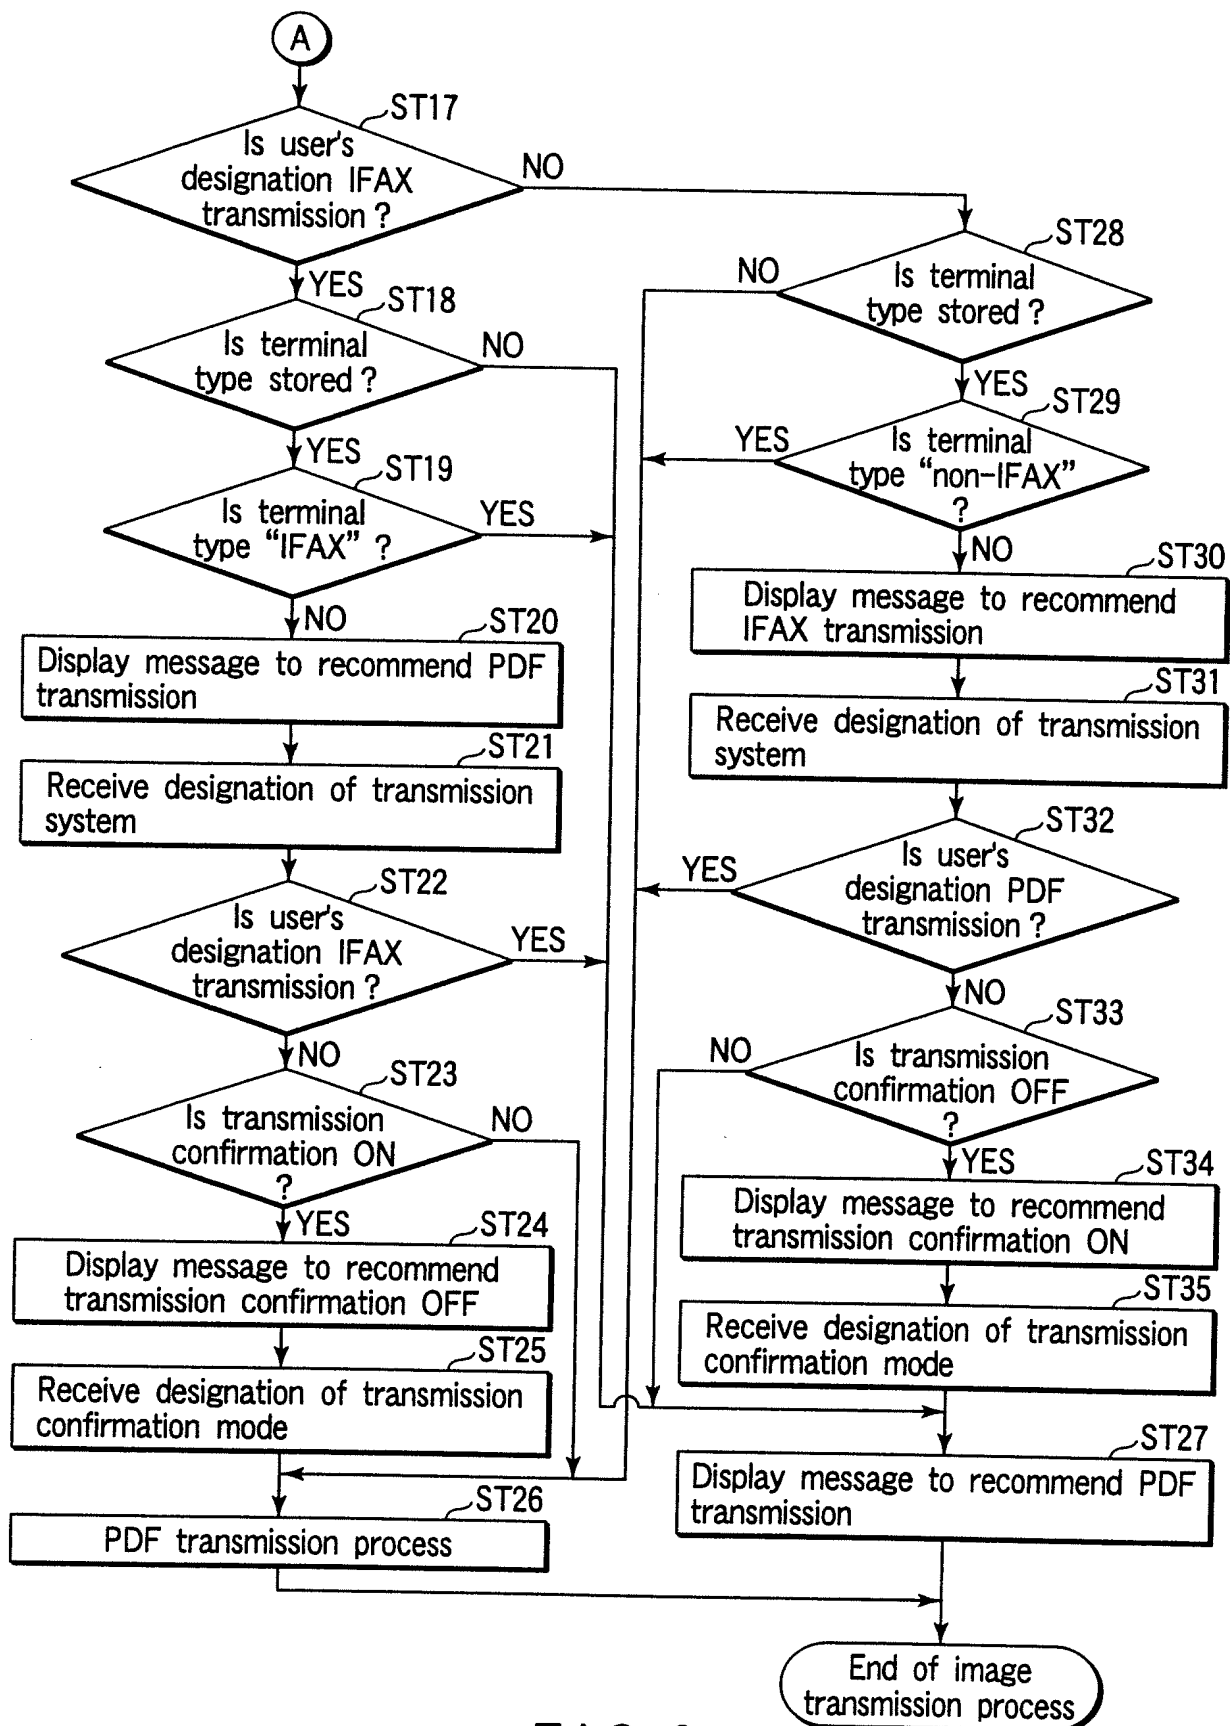 A
ST17
Is user's
designation IFAX
transmission ?
NO
YES
ST18
Is terminal
type stored ?
NO
YES
ST19
Is terminal
type “IFAX” ?
YES
NO
ST20
Display message to recommend PDF
transmission
ST21
Receive designation of transmission
system
ST22
Is user's
designation IFAX
transmission ?
YES
NO
ST23
Is transmission
confirmation ON
?
NO
YES
ST24
Display message to recommend
transmission confirmation OFF
ST25
Receive designation of transmission
confirmation mode
ST26
PDF transmission process
ST28
Is terminal
type stored ?
NO
YES
ST29
Is terminal
type “non-IFAX”
?
YES
NO
ST30
Display message to recommend
IFAX transmission
ST31
Receive designation of transmission
system
ST32
Is user's
designation PDF
transmission ?
YES
NO
ST33
Is transmission
confirmation OFF
?
NO
YES
ST34
Display message to recommend
transmission confirmation ON
ST35
Receive designation of transmission
confirmation mode
ST27
Display message to recommend PDF
transmission
End of image
transmission process